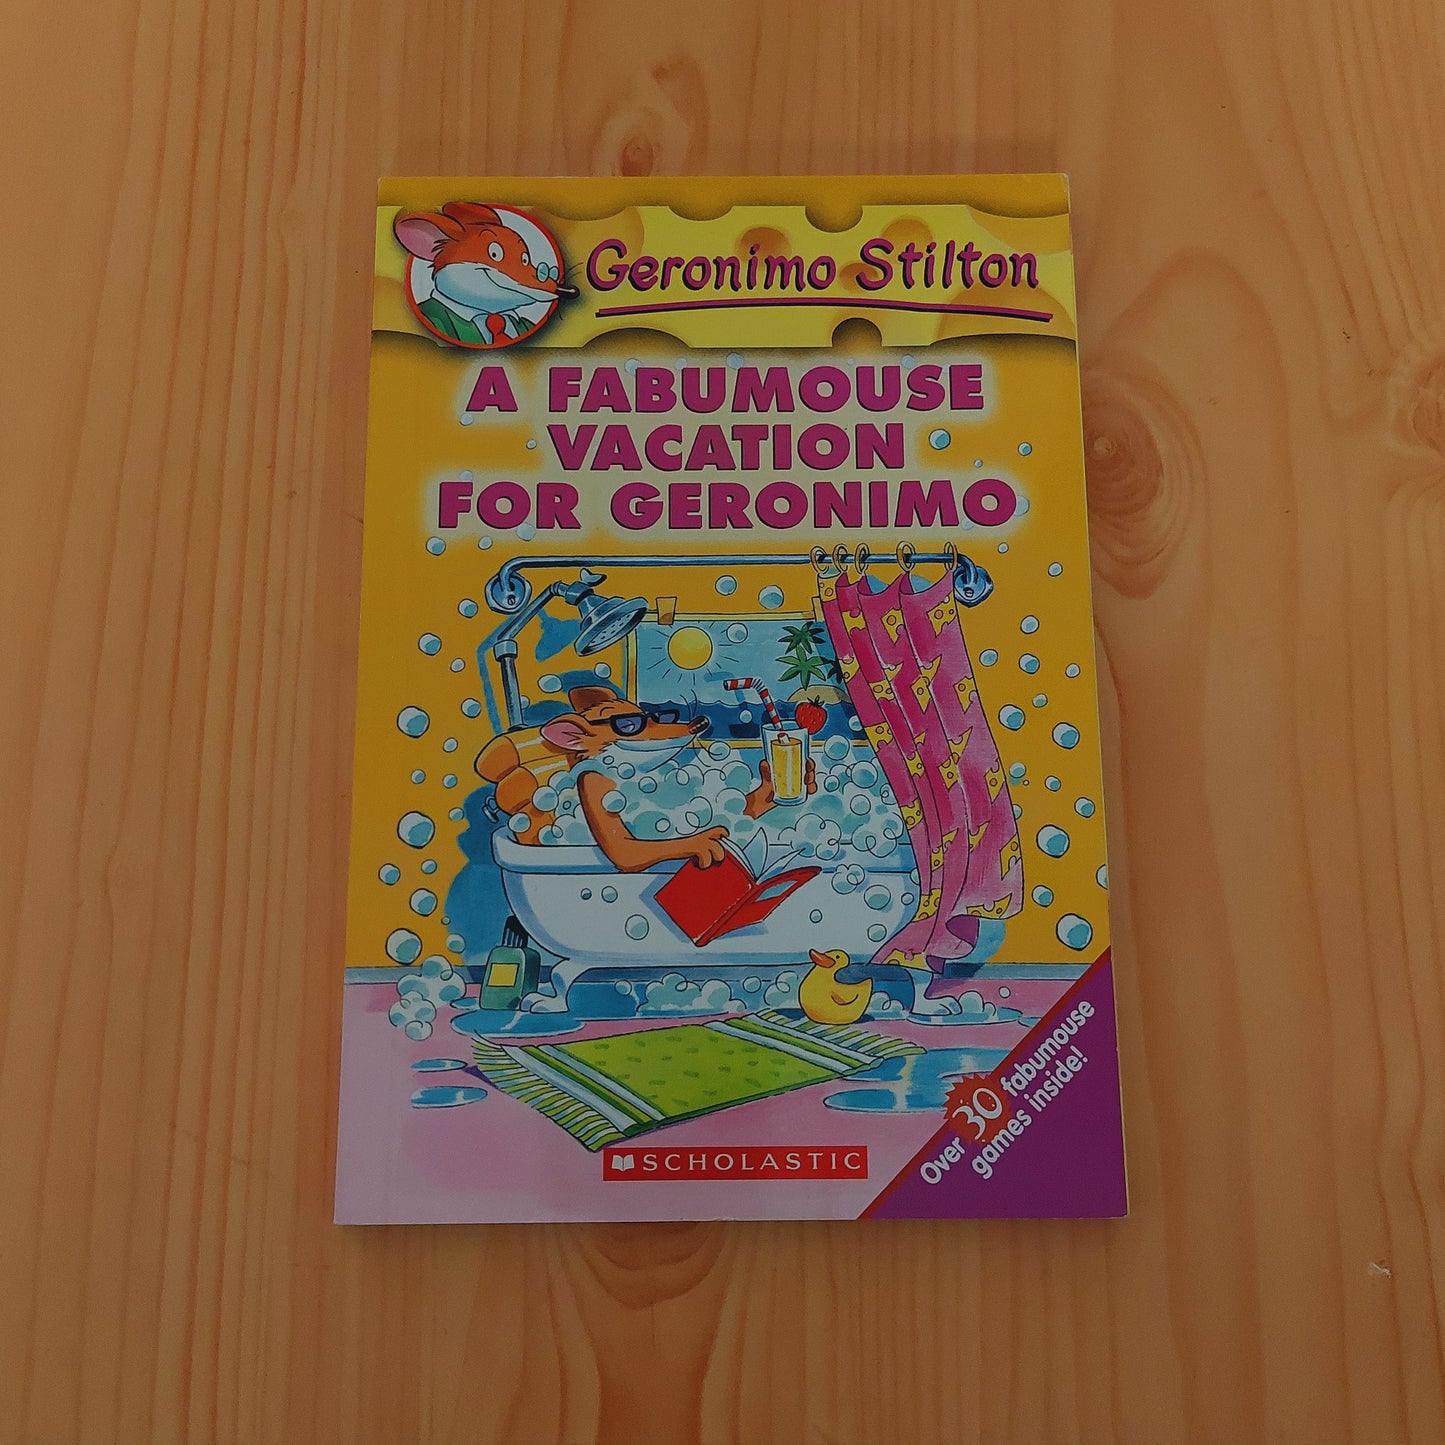 Geronimo Stilton
A FABUMOUSE
VACATION
FOR GERONIMO
Over 30 fabumouse
games inside!
SCHOLASTIC